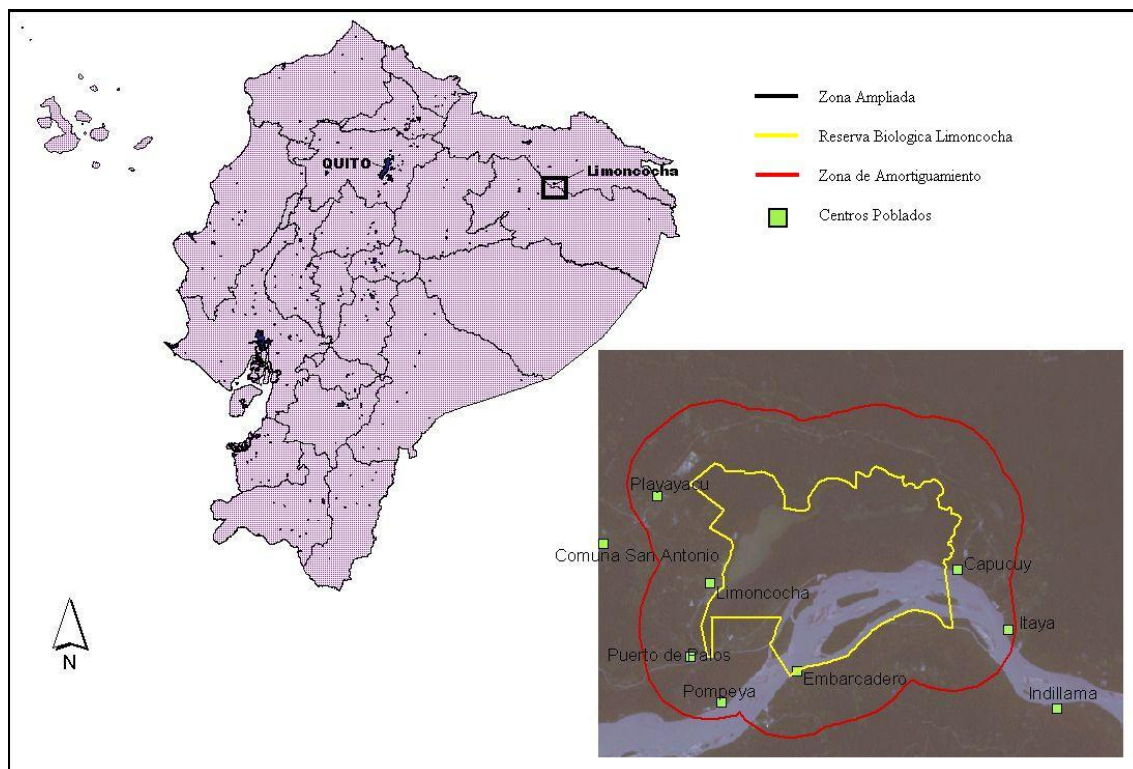 QUITO
Limoncocha
Zona Ampliada
Reserva Biologica Limoncocha
Zona de Amortiguamiento
Centros Poblados
N
Playayacu
Comuna San Antonio
Limoncocha
Capucuy
Itaya
Puerto de Palos
Embarcadero
Pompeya
Indillama